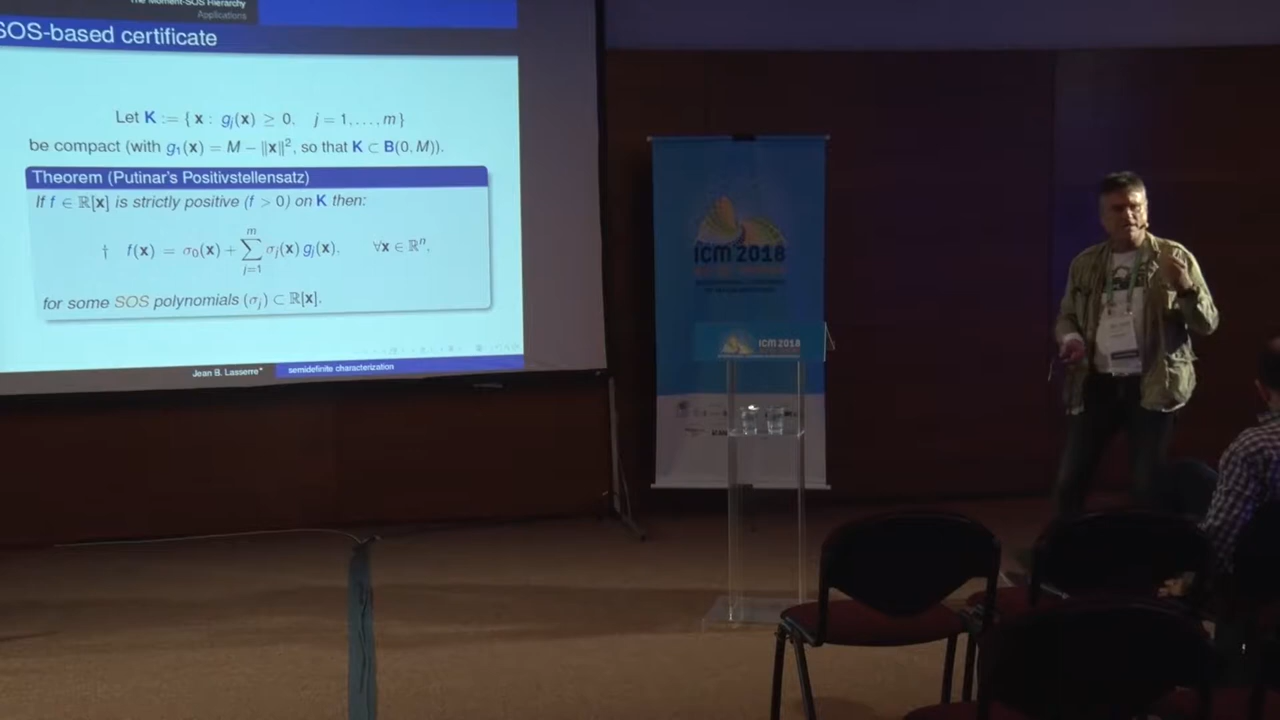 The Moment-SOS Hierarchy
Applications
SOS-based certificate
Let K := { x : gj(x) ≥ 0, j = 1, . . . , m }
be compact (with g1(x) = M − ‖x‖², so that K ⊂ B(0, M)).
Theorem (Putinar's Positivstellensatz)
If f ∈ ℝ[x] is strictly positive (f > 0) on K then:
† f(x) = σ0(x) + ∑_{j=1}^{m} σj(x) gj(x), ∀x ∈ ℝⁿ,
for some SOS polynomials (σj) ⊂ ℝ[x].
Jean B. Lasserre* semidefinite characterization
ICM 2018
ICM 2018